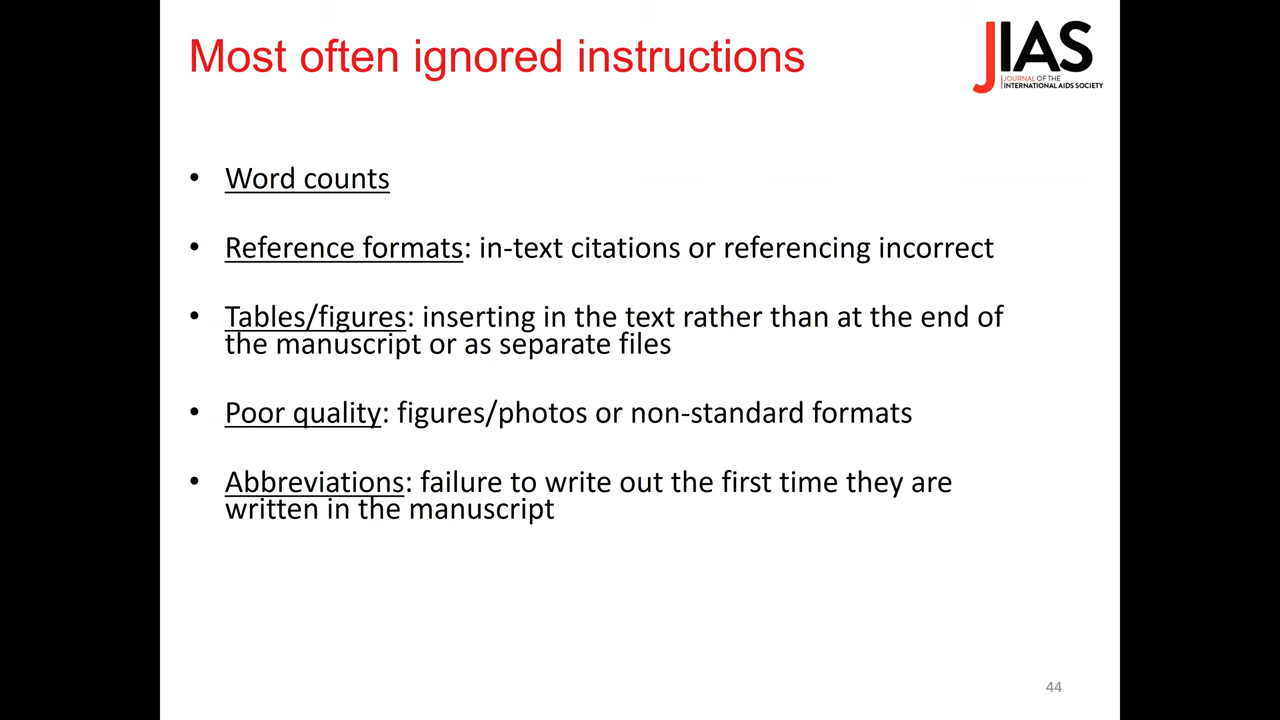 Most often ignored instructions
JIAS
JOURNAL OF THE
INTERNATIONAL AIDS SOCIETY
• Word counts
• Reference formats: in-text citations or referencing incorrect
• Tables/figures: inserting in the text rather than at the end of
the manuscript or as separate files
• Poor quality: figures/photos or non-standard formats
• Abbreviations: failure to write out the first time they are
written in the manuscript
44